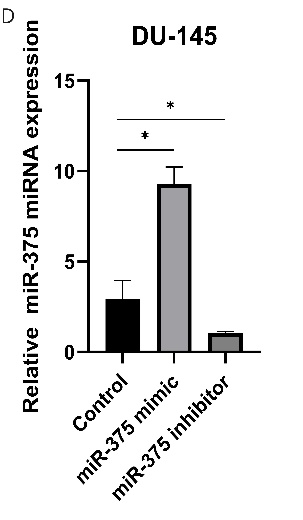 D
DU-145
Relative miR-375 miRNA expression
15
*
*
10
5
0
Control
miR-375 mimic
miR-375 inhibitor